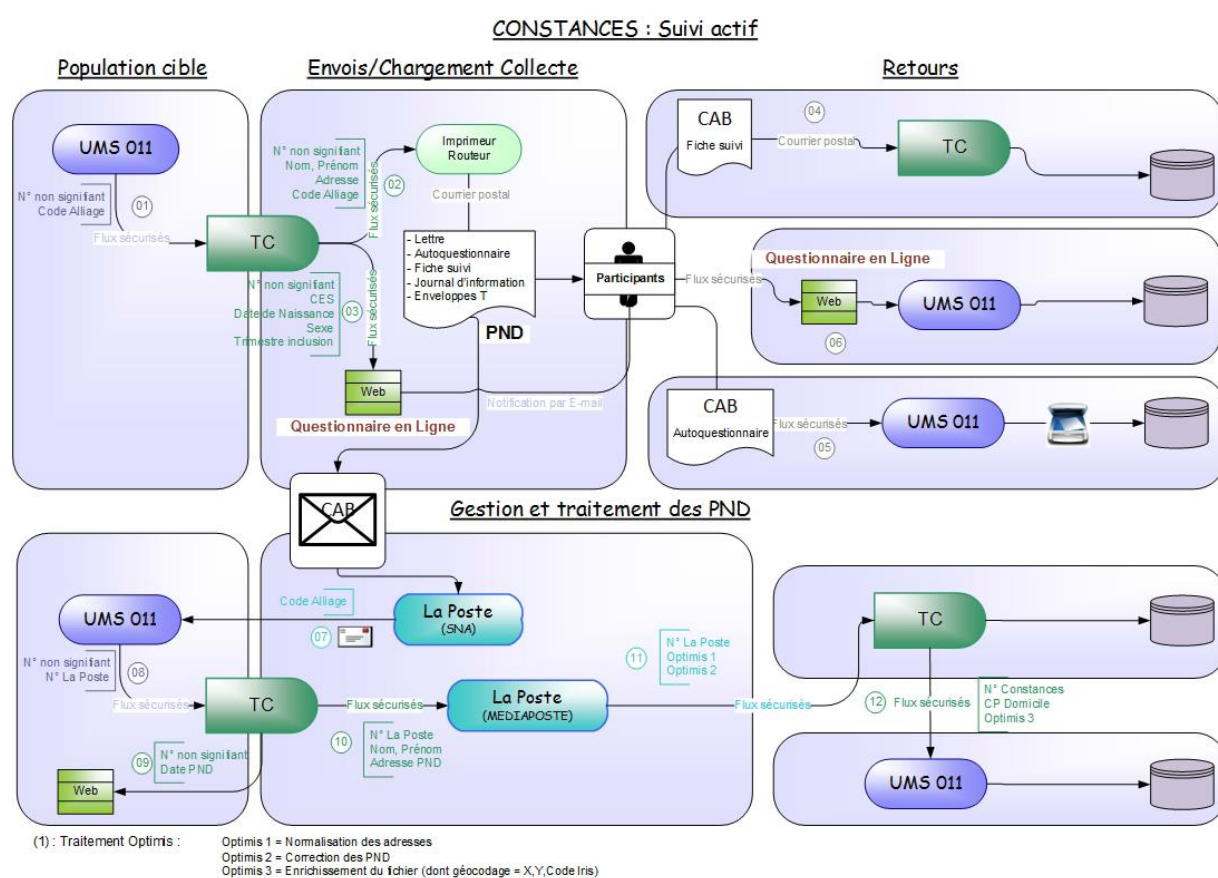 CONSTANCES : Suivi actif
Population cible
Envois/Chargement Collecte
Retours
UMS 011
N° non signifiant
Code Alliage
01
Flux sécurisés
TC
N° non signifiant
Nom, Prénom
Adresse
Code Alliage
Flux sécurisés
02
Imprimeur
Routeur
Courrier postal
- Lettre
- Autoquestionnaire
- Fiche suivi
- Journal d'information
- Enveloppes T
PND
N° non signifiant
CES
Date de Naissance
Sexe
Trimestre inclusion
03
Flux sécurisés
Web
Questionnaire en Ligne
Notification par E-mail
Participants
CAB
Fiche suivi
04
Courrier postal
TC
Flux sécurisés
Questionnaire en Ligne
Web
06
UMS 011
CAB
Autoquestionnaire
Flux sécurisés
05
UMS 011
CAB
Gestion et traitement des PND
UMS 011
Code Alliage
07
La Poste
(SNA)
N° non signifiant
N° La Poste
08
Flux sécurisés
TC
09
N° non signifiant
Date PND
Web
Flux sécurisés
10
N° La Poste
Nom, Prénom
Adresse PND
La Poste
(MEDIAPOSTE)
11
N° La Poste
Optimis 1
Optimis 2
Flux sécurisés
TC
12
Flux sécurisés
N° Constances
CP Domicile
Optimis 3
UMS 011
(1) : Traitement Optimis :
Optimis 1 = Normalisation des adresses
Optimis 2 = Correction des PND
Optimis 3 = Enrichissement du fichier (dont géocodage = X,Y,Code Iris)